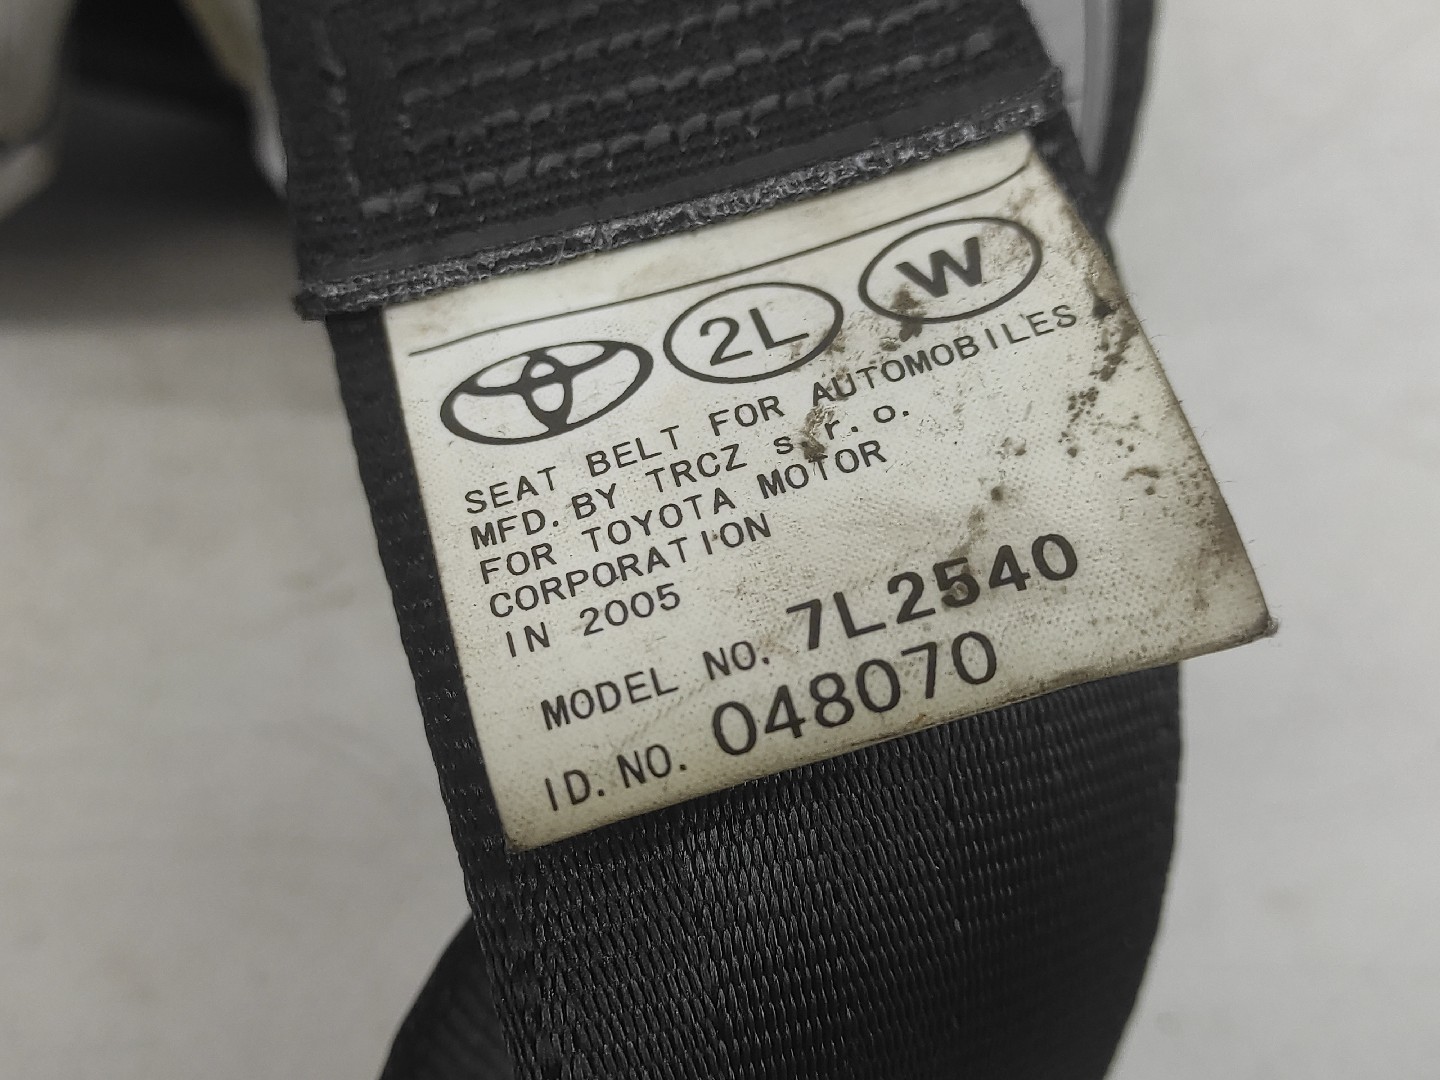 2L W
SEAT BELT FOR AUTOMOBILES
MFD. BY TRCZ s.r.o.
FOR TOYOTA MOTOR
CORPORATION
IN 2005
MODEL NO. 7L2540
ID. NO. 048070